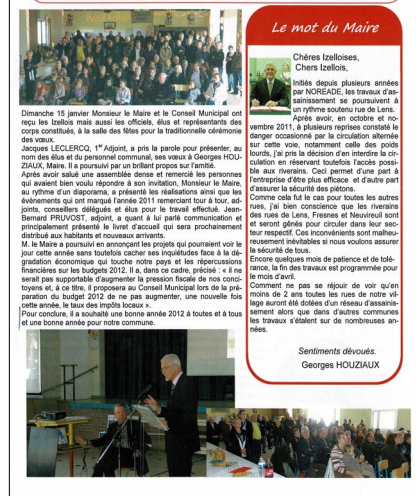 Dimanche 15 janvier Monsieur le Maire et le Conseil Municipal ont
reçu les Izellois mais aussi les officiels, élus et représentants des
corps constitués, à la salle des fêtes pour la traditionnelle cérémonie
des vœux.
Jacques LECLERCQ, 1er Adjoint, a pris la parole pour présenter, au
nom des élus et du personnel communal, ses vœux à Georges HOU-
ZIAUX, Maire. Il a poursuivi par un brillant propos sur l'amitié.
Après avoir salué une assemblée dense et remercié les personnes
qui avaient bien voulu répondre à son invitation, Monsieur le Maire,
au rythme d'un diaporama, a présenté les réalisations ainsi que les
événements qui ont marqué l'année 2011 remerciant tour à tour, ad-
joints, conseillers délégués et élus pour le travail effectué. Jean-
Bernard PRUVOST, adjoint, a quant à lui parlé communication et
principalement présenté le livret d'accueil qui sera prochainement
distribué aux habitants et nouveaux arrivants.
M. le Maire a poursuivi en annonçant les projets qui pourraient voir le
jour cette année sans toutefois cacher ses inquiétudes face à la dé-
gradation économique qui touche notre pays et les répercussions
financières sur les budgets 2012. Il a, dans ce cadre, précisé : « il ne
serait pas supportable d'augmenter la pression fiscale de nos conci-
toyens et, à ce titre, il proposera au Conseil Municipal lors de la pré-
paration du budget 2012 de ne pas augmenter, une nouvelle fois
cette année, le taux des impôts locaux ».
Pour conclure, il a souhaité une bonne année 2012 à toutes et à tous
et une bonne année pour notre commune.
Le mot du Maire
Chères Izelloises,
Chers Izellois,
Initiés depuis plusieurs années
par NOREADE, les travaux d'as-
sainissement se poursuivent à
un rythme soutenu rue de Lens.
Après avoir, en octobre et no-
vembre 2011, à plusieurs reprises constaté le
danger occasionné par la circulation alternée
sur cette voie, notamment celle des poids
lourds, j'ai pris la décision d'en interdire la cir-
culation en réservant toutefois l'accès possi-
ble aux riverains. Ceci permet d'une part à
l'entreprise d'être plus efficace et d'autre part
d'assurer la sécurité des piétons.
Comme cela fut le cas pour toutes les autres
rues, j'ai bien conscience que les riverains
des rues de Lens, Fresnes et Neuvireuil sont
et seront gênés pour circuler dans leur sec-
teur respectif. Ces inconvénients sont malheu-
reusement inévitables si nous voulons assurer
la sécurité de tous.
Encore quelques mois de patience et de tolé-
rance, la fin des travaux est programmée pour
le mois d'avril.
Comment ne pas se réjouir de voir qu'en
moins de 2 ans toutes les rues de notre vil-
lage auront été dotées d'un réseau d'assainis-
sement alors que dans d'autres communes
les travaux s'étalent sur de nombreuses an-
nées.
Sentiments dévoués.
Georges HOUZIAUX